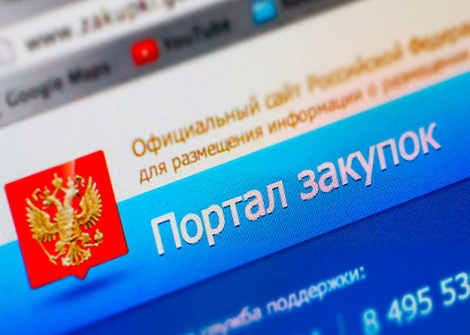 www.zakupki.g
Google Maps YouTube
Официальный сайт Российской Федера
для размещения информации о размещени
Портал закупок
служба поддержки:
8 495 53